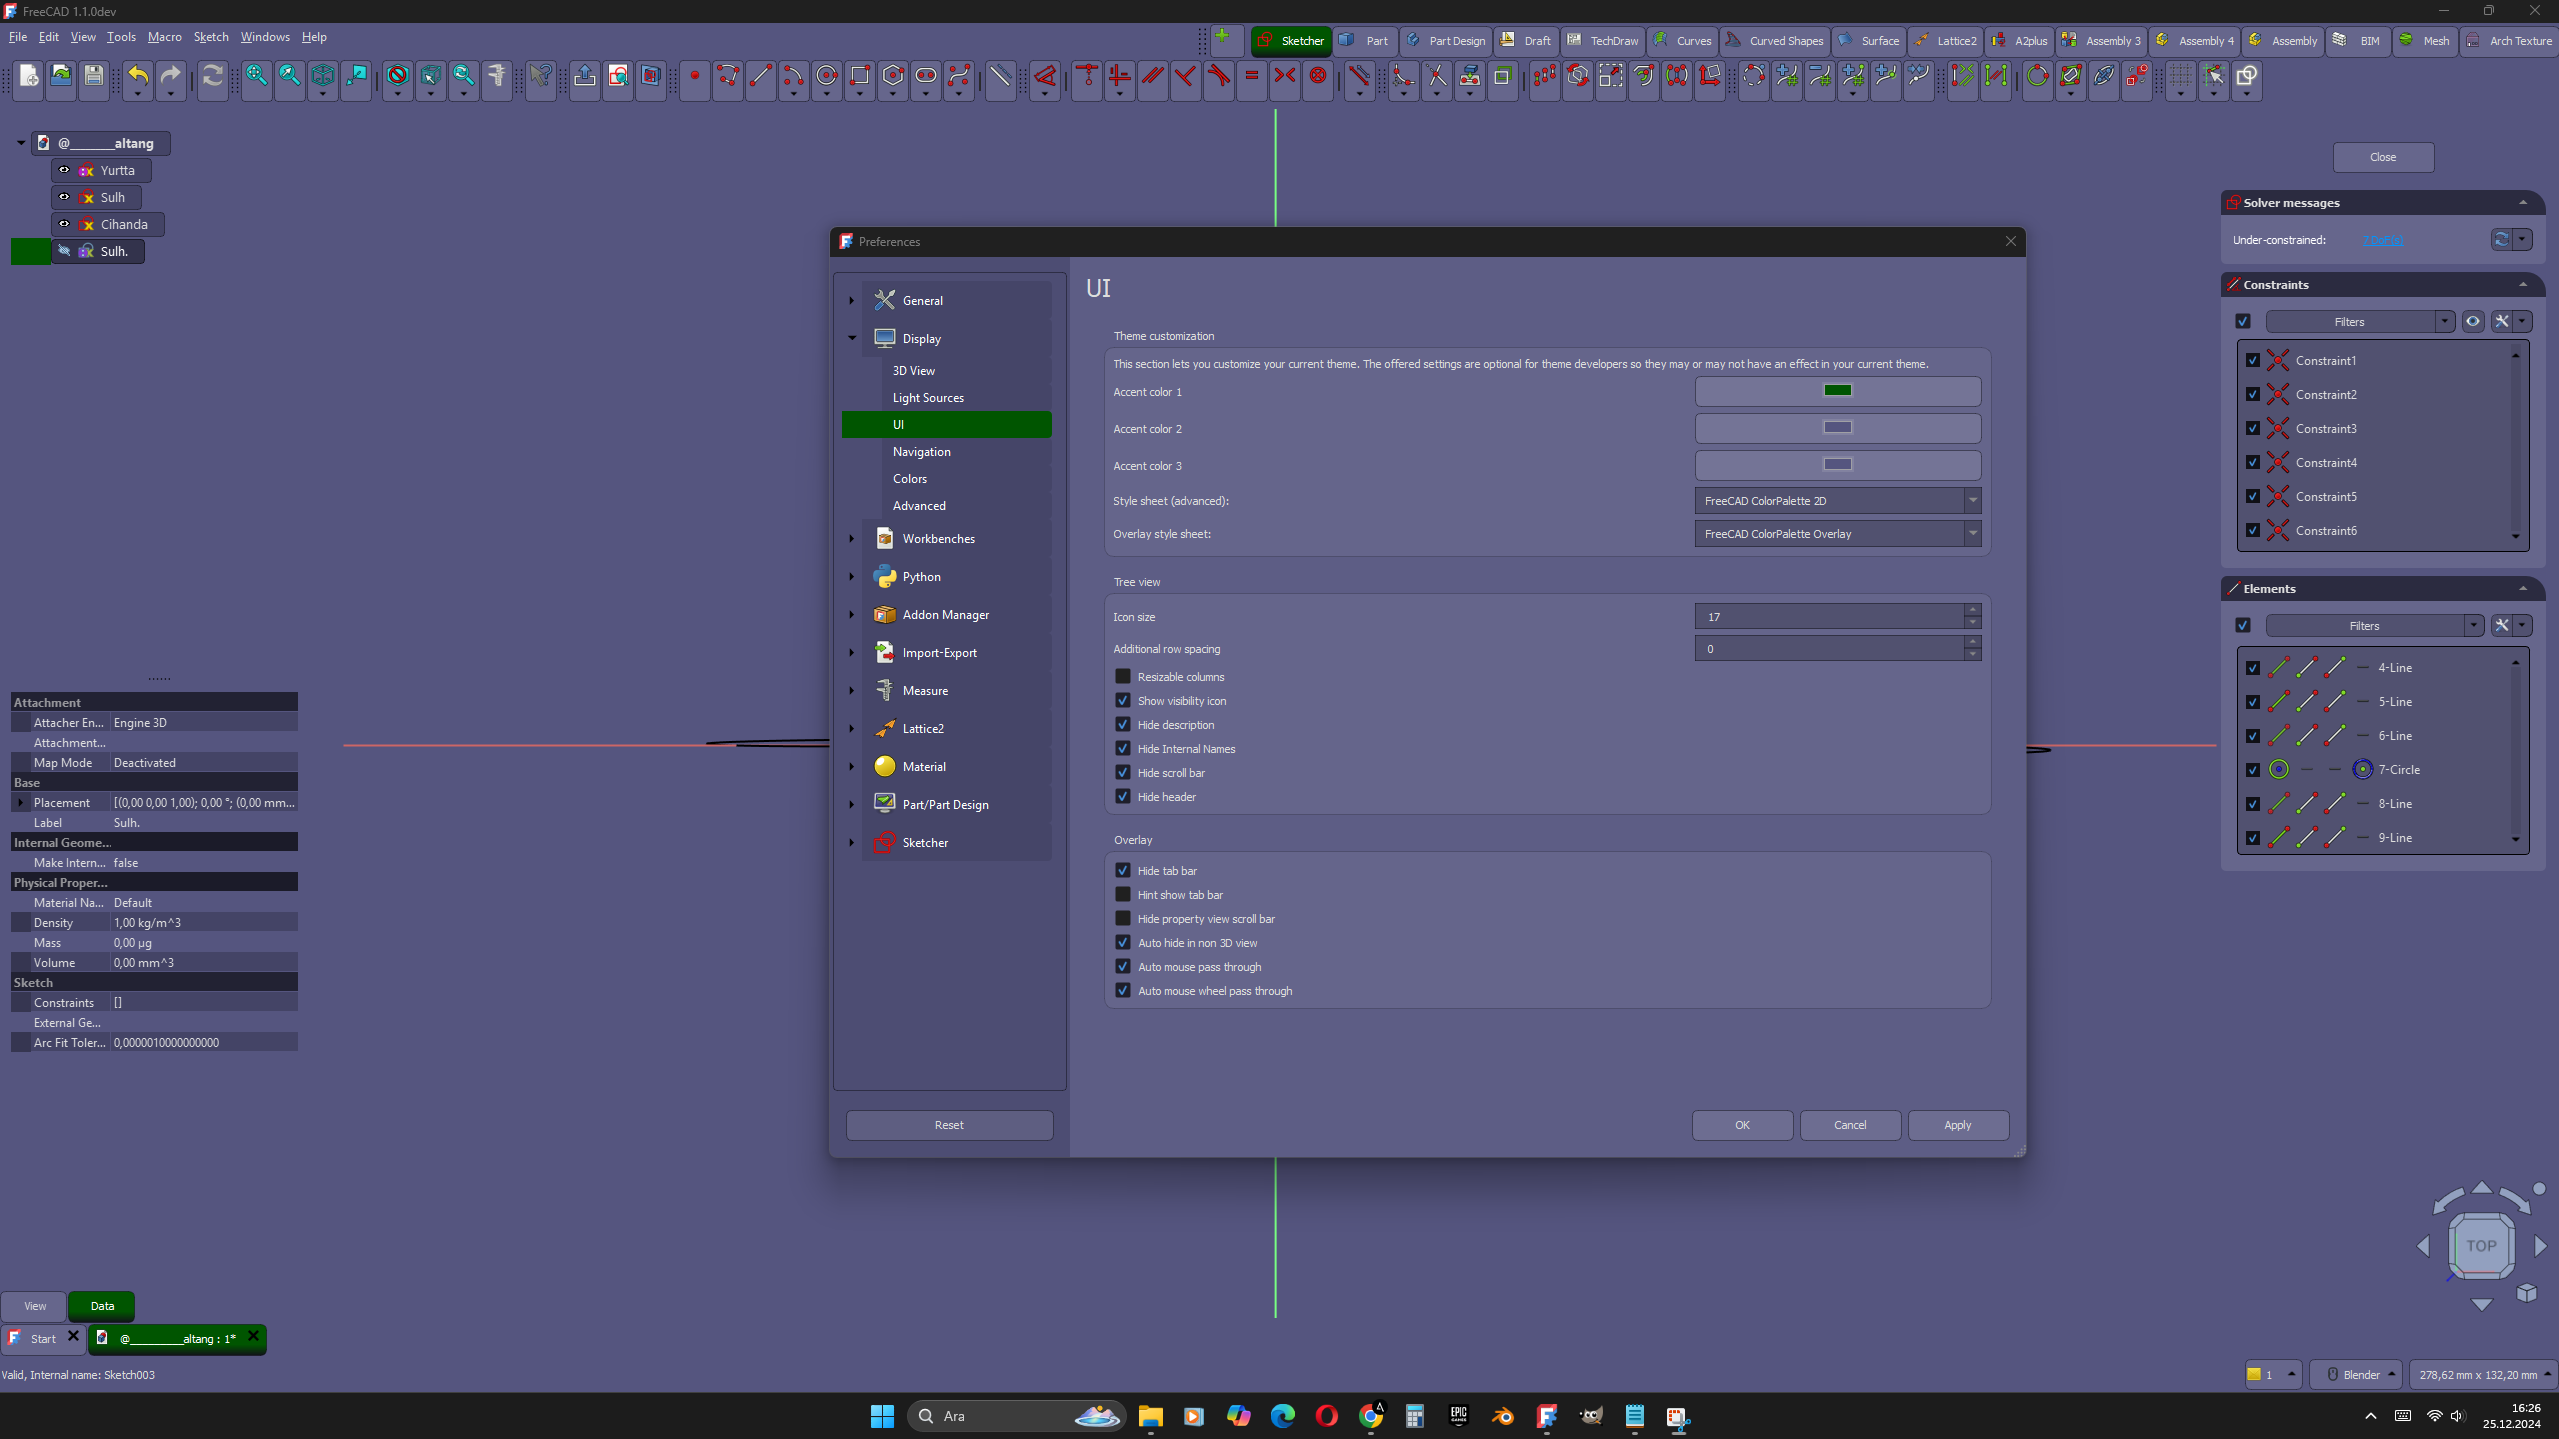 FreeCAD 1.1.0dev
File Edit View Tools Macro Sketch Windows Help
Sketcher Part Part Design Draft TechDraw Curves Curved Shapes Surface Lattice2 A2plus Assembly 3 Assembly 4 Assembly BIM Mesh Arch Texture
@______altang
Yurtta
Sulh
Cihanda
Sulh.
Close
Solver messages
Under-constrained:
Constraints
Filters
Constraint1
Constraint2
Constraint3
Constraint4
Constraint5
Constraint6
Elements
Filters
4-Line
5-Line
6-Line
7-Circle
8-Line
9-Line
Preferences
General
Display
3D View
Light Sources
UI
Navigation
Colors
Advanced
Workbenches
Python
Addon Manager
Import-Export
Measure
Lattice2
Material
Part/Part Design
Sketcher
Reset
UI
Theme customization
This section lets you customize your current theme. The offered settings are optional for theme developers so they may or may not have an effect in your current theme.
Accent color 1
Accent color 2
Accent color 3
Style sheet (advanced): FreeCAD ColorPalette 2D
Overlay style sheet: FreeCAD ColorPalette Overlay
Tree view
Icon size 17
Additional row spacing 0
Resizable columns
Show visibility icon
Hide description
Hide Internal Names
Hide scroll bar
Hide header
Overlay
Hide tab bar
Hint show tab bar
Hide property view scroll bar
Auto hide in non 3D view
Auto mouse pass through
Auto mouse wheel pass through
OK Cancel Apply
Attachment
Attacher En... Engine 3D
Attachment...
Map Mode Deactivated
Base
Placement [(0,00 0,00 1,00); 0,00 °; (0,00 mm...
Label Sulh.
Internal Geome...
Make Intern... false
Physical Proper...
Material Na... Default
Density 1,00 kg/m^3
Mass 0,00 µg
Volume 0,00 mm^3
Sketch
Constraints []
External Ge...
Arc Fit Toler... 0,0000010000000000
TOP
View Data
Start @________altang : 1*
Valid, Internal name: Sketch003
1 Blender 278,62 mm x 132,20 mm
Ara
EPIC GAMES
16:26
25.12.2024